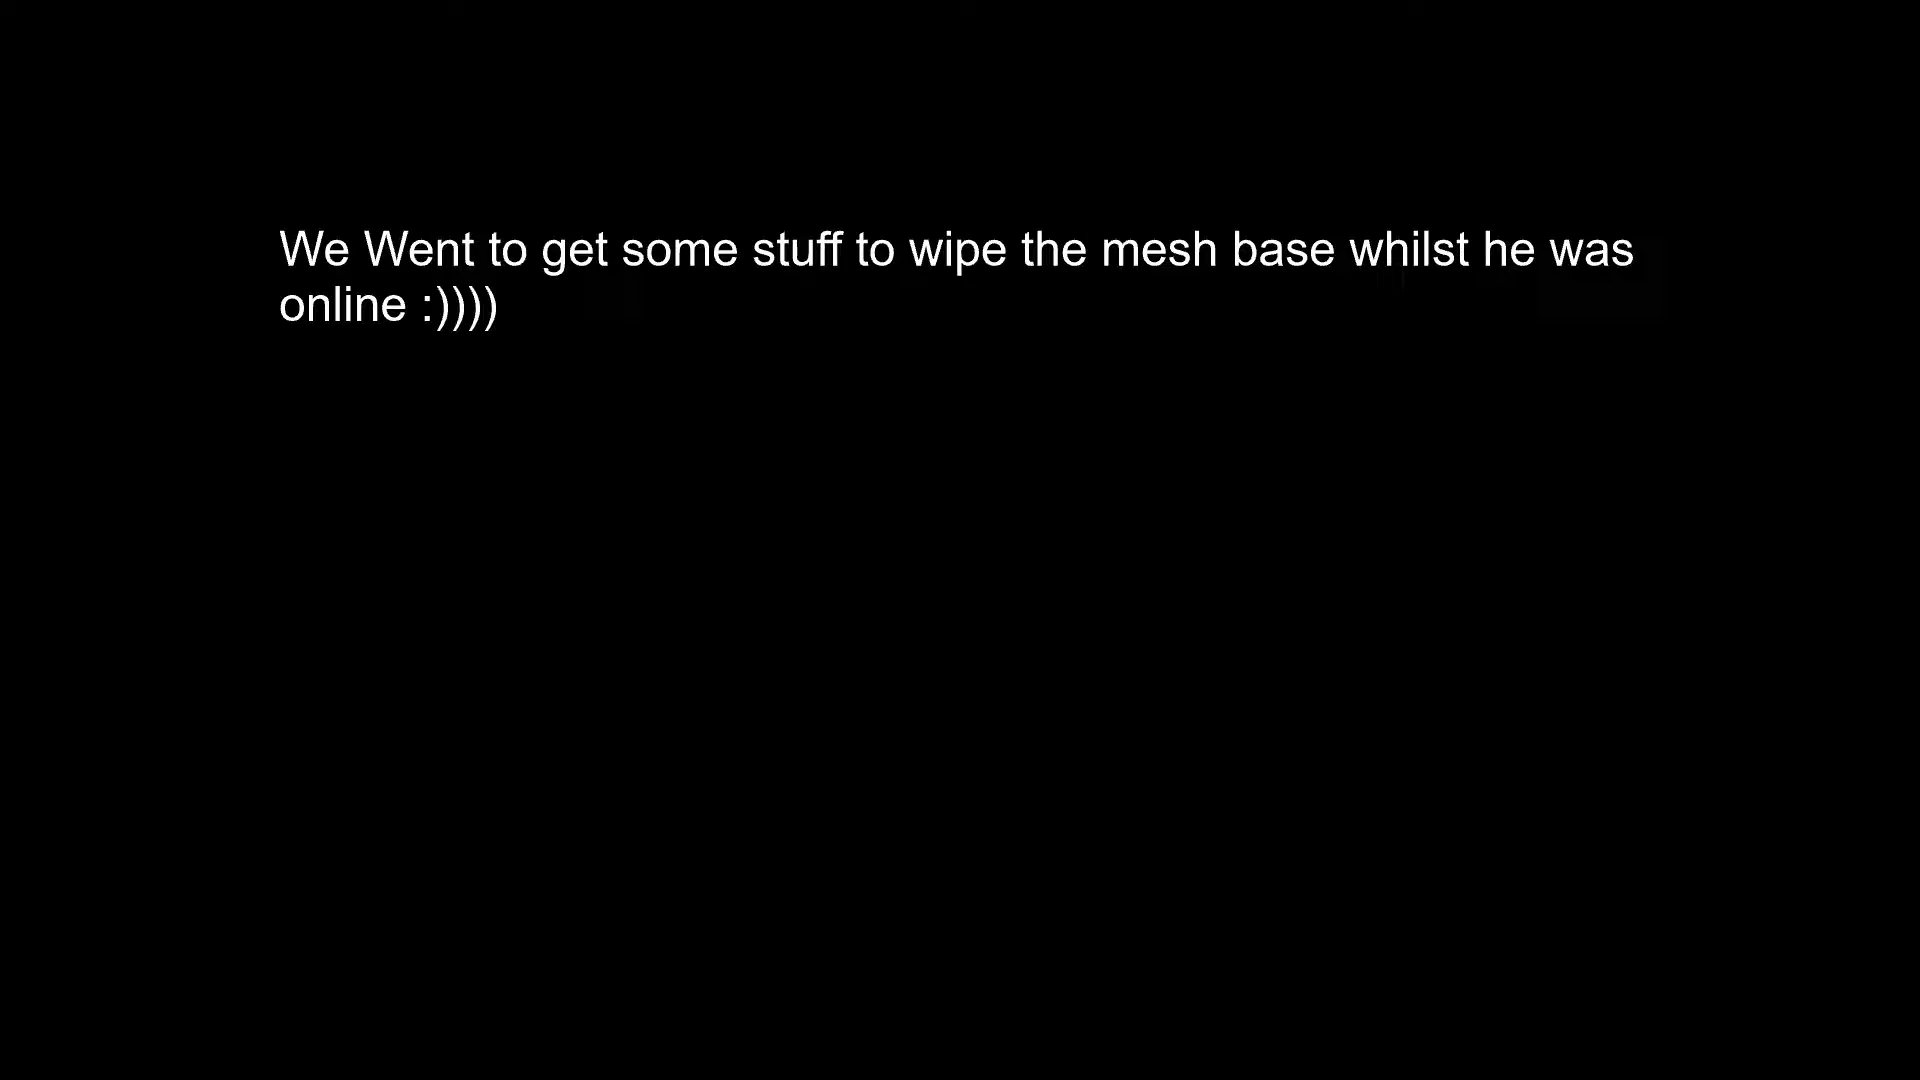 We Went to get some stuff to wipe the mesh base whilst he was
online :))))